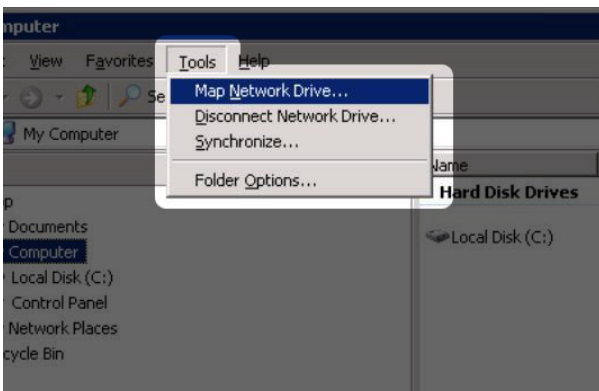 mputer
View Favorites Tools Help
Se
Map Network Drive...
Disconnect Network Drive...
Synchronize...
Folder Options...
My Computer
Name
Hard Disk Drives
Local Disk (C:)
p
Documents
Computer
Local Disk (C:)
Control Panel
Network Places
cycle Bin